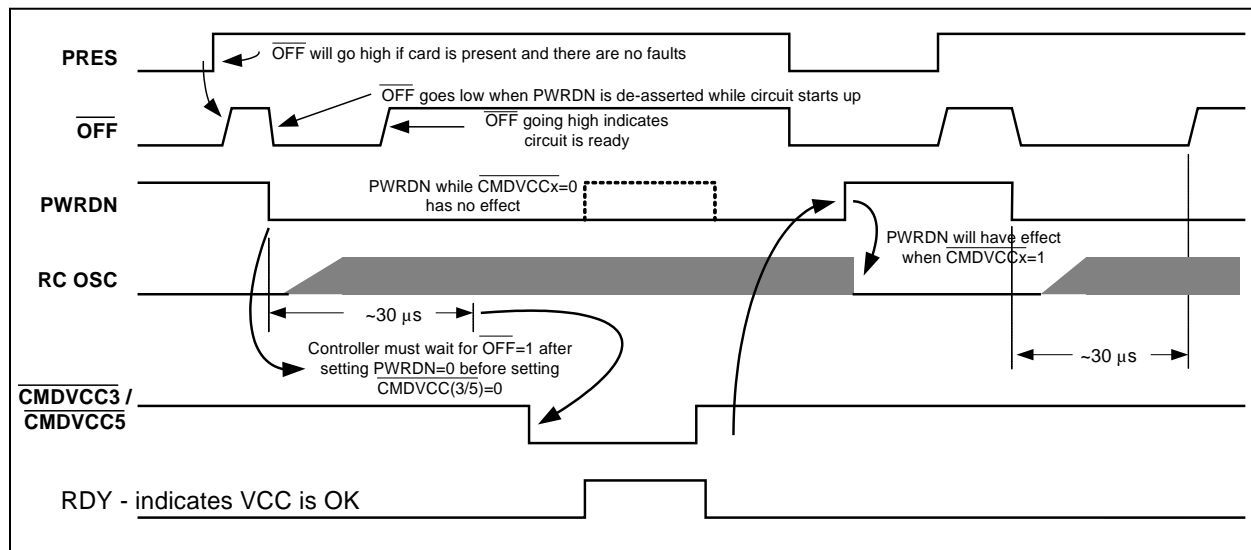 PRES
OFF will go high if card is present and there are no faults
OFF goes low when PWRDN is de-asserted while circuit starts up
OFF
OFF going high indicates
circuit is ready
PWRDN
PWRDN while CMDVCCx=0
has no effect
PWRDN will have effect
when CMDVCCx=1
RC OSC
~30 μs
~30 μs
Controller must wait for OFF=1 after
setting PWRDN=0 before setting
CMDVCC(3/5)=0
CMDVCC3 /
CMDVCC5
RDY - indicates VCC is OK